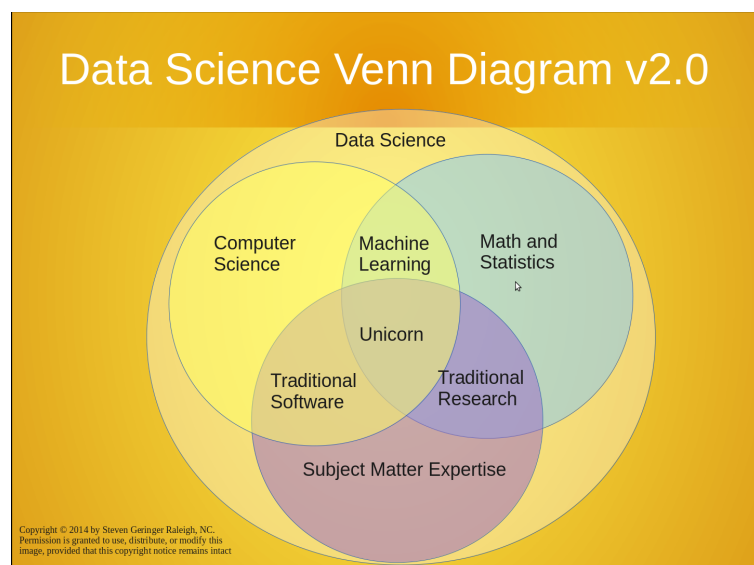 Data Science Venn Diagram v2.0
Data Science
Computer
Science
Machine
Learning
Math and
Statistics
Unicorn
Traditional
Software
Traditional
Research
Subject Matter Expertise
Copyright © 2014 by Steven Geringer Raleigh, NC.
Permission is granted to use, distribute, or modify this
image, provided that this copyright notice remains intact